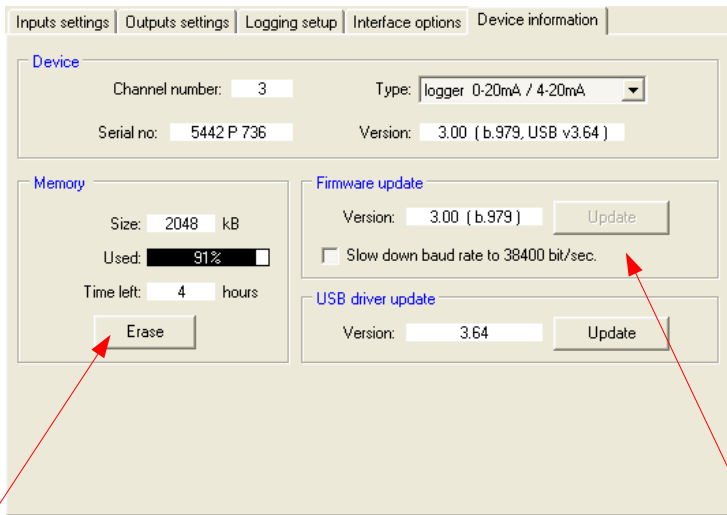 Inputs settings Outputs settings Logging setup Interface options Device information
Device
Channel number: 3 Type: logger 0-20mA / 4-20mA
Serial no: 5442 P 736 Version: 3.00 ( b.979, USB v3.64 )
Memory
Size: 2048 kB
Used: 91%
Time left: 4 hours
Erase
Firmware update
Version: 3.00 ( b.979 ) Update
Slow down baud rate to 38400 bit/sec.
USB driver update
Version: 3.64 Update